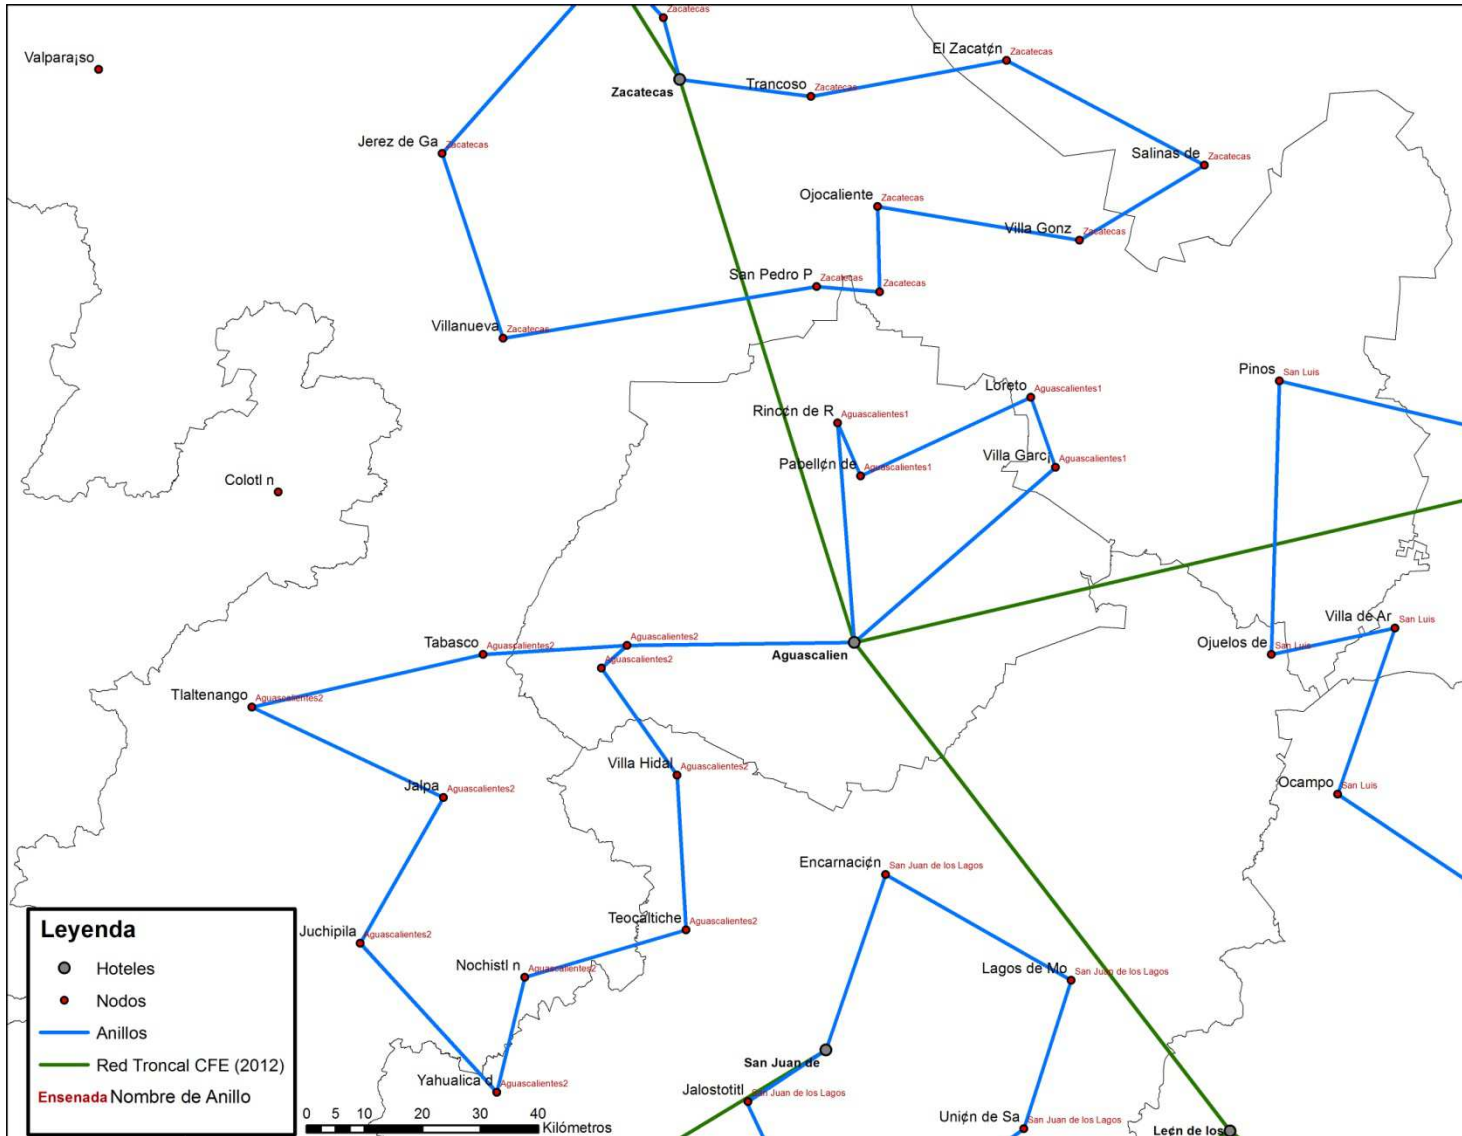 Zacatecas
Valpara¡so
El Zacat¢n
Zacatecas
Zacatecas
Trancoso
Zacatecas
Jerez de Ga
Zacatecas
Salinas de
Zacatecas
Ojocaliente
Zacatecas
Villa Gonz
Zacatecas
San Pedro P
Zacatecas
Zacatecas
Villanueva
Zacatecas
Pinos
San Luis
Loreto
Aguascalientes1
Rinc¢n de R
Aguascalientes1
Villa Garc¡
Aguascalientes1
Pabell¢n de
Aguascalientes1
Colotl n
Villa de Ar
San Luis
Tabasco
Aguascalientes2
Aguascalientes2
Aguascalientes2
Aguascalien
Ojuelos de
San Luis
Tlaltenango
Aguascalientes2
Villa Hidal
Aguascalientes2
Jalpa
Aguascalientes2
Ocampo
San Luis
Encarnaci¢n
San Juan de los Lagos
Teocaltiche
Aguascalientes2
Juchipila
Aguascalientes2
Nochistl n
Aguascalientes2
Lagos de Mo
San Juan de los Lagos
San Juan de
Yahualica d
Aguascalientes2
Jalostotitl
San Juan de los Lagos
Uni¢n de Sa
San Juan de los Lagos
Le¢n de los
Leyenda
Hoteles
Nodos
Anillos
Red Troncal CFE (2012)
Ensenada Nombre de Anillo
0 5 10 20 30 40
Kilómetros